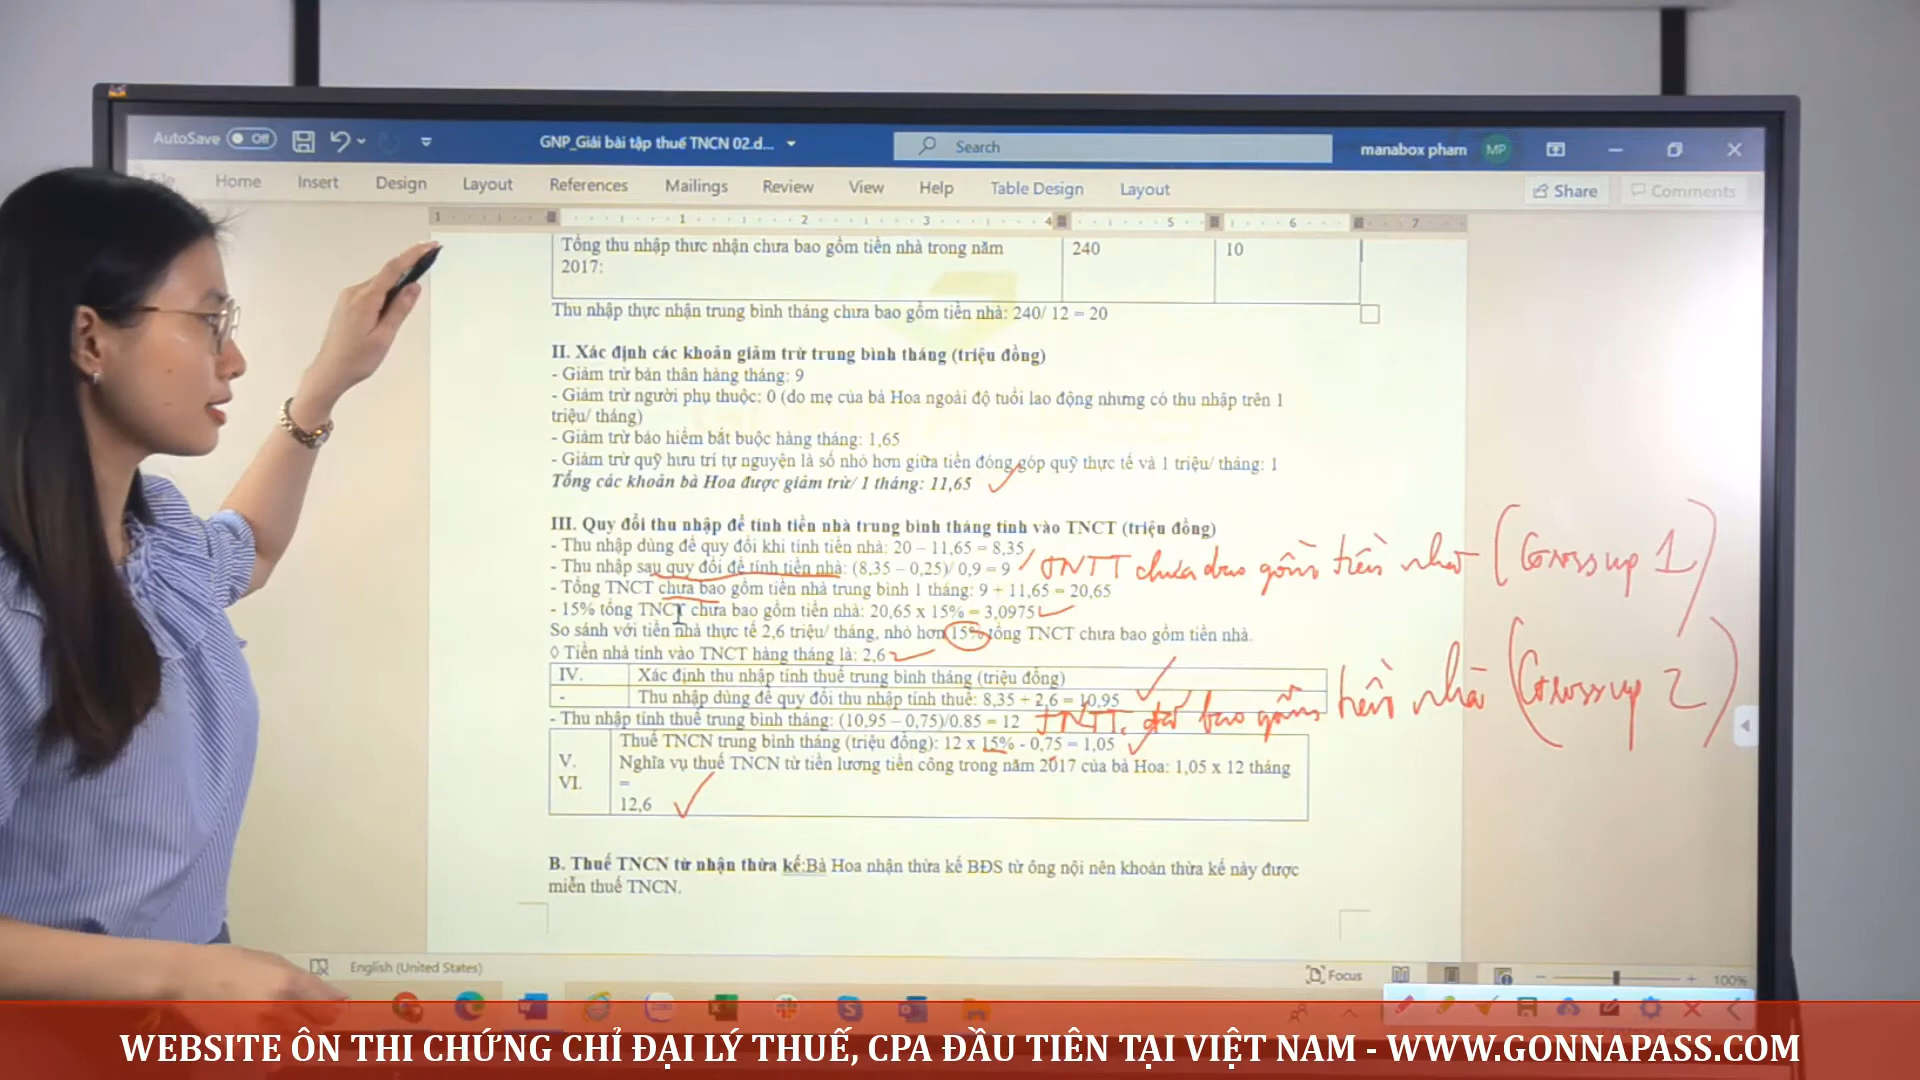 AutoSave Off GNP_Giải bài tập thuế TNCN 02.d... Search manabox pham MP
File Home Insert Design Layout References Mailings Review View Help Table Design Layout Share Comments
1 1 2 3 4 5 6 7
Tổng thu nhập thực nhận chưa bao gồm tiền nhà trong năm 240 10
2017:
Thu nhập thực nhận trung bình tháng chưa bao gồm tiền nhà: 240/ 12 = 20
II. Xác định các khoản giảm trừ trung bình tháng (triệu đồng)
- Giảm trừ bản thân hàng tháng: 9
- Giảm trừ người phụ thuộc: 0 (do mẹ của bà Hoa ngoài độ tuổi lao động nhưng có thu nhập trên 1
triệu/ tháng)
- Giảm trừ bảo hiểm bắt buộc hàng tháng: 1,65
- Giảm trừ quỹ hưu trí tự nguyện là số nhỏ hơn giữa tiền đóng góp quỹ thực tế và 1 triệu/ tháng: 1
Tổng các khoản bà Hoa được giảm trừ/ 1 tháng: 11,65
III. Quy đổi thu nhập để tính tiền nhà trung bình tháng tính vào TNCT (triệu đồng)
- Thu nhập dùng để quy đổi khi tính tiền nhà: 20 – 11,65 = 8,35
- Thu nhập sau quy đổi để tính tiền nhà: (8,35 – 0,25)/ 0,9 = 9 TNTT chưa bao gồm tiền nhà (Gross up 1)
- Tổng TNCT chưa bao gồm tiền nhà trung bình 1 tháng: 9 + 11,65 = 20,65
- 15% tổng TNCT chưa bao gồm tiền nhà: 20,65 x 15% = 3,0975
So sánh với tiền nhà thực tế 2,6 triệu/ tháng, nhỏ hơn 15% tổng TNCT chưa bao gồm tiền nhà.
◊ Tiền nhà tính vào TNCT hàng tháng là: 2,6
IV. Xác định thu nhập tính thuế trung bình tháng (triệu đồng)
- Thu nhập dùng để quy đổi thu nhập tính thuế: 8,35 + 2,6 = 10,95
- Thu nhập tính thuế trung bình tháng: (10,95 – 0,75)/0.85 = 12 TNTT đã bao gồm tiền nhà (Gross up 2)
Thuế TNCN trung bình tháng (triệu đồng): 12 x 15% - 0,75 = 1,05
V. Nghĩa vụ thuế TNCN từ tiền lương tiền công trong năm 2017 của bà Hoa: 1,05 x 12 tháng
VI. =
12,6
B. Thuế TNCN từ nhận thừa kế:Bà Hoa nhận thừa kế BĐS từ ông nội nên khoản thừa kế này được
miễn thuế TNCN.
English (United States) Focus 100%
WEBSITE ÔN THI CHỨNG CHỈ ĐẠI LÝ THUẾ, CPA ĐẦU TIÊN TẠI VIỆT NAM - WWW.GONNAPASS.COM